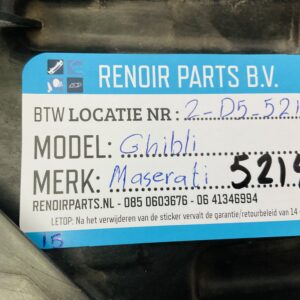 RENOIR PARTS B.V.
BTW LOCATIE NR : 2-D5-521
MODEL: Ghibli
MERK: Maserati 5219
RENOIRPARTS.NL - 085 0603676 - 06 41346994
LETOP: Na het verwijderen van de sticker vervalt de garantie/retourbeleid van 14
15